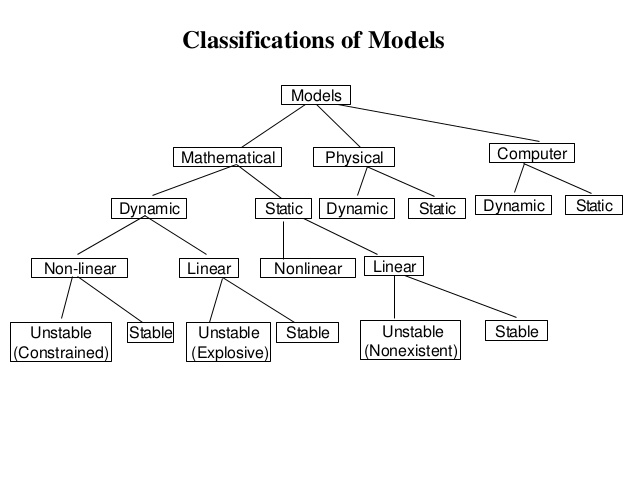 Classifications of Models
Models
Mathematical
Physical
Computer
Dynamic
Static
Dynamic
Static
Dynamic
Static
Non-linear
Linear
Nonlinear
Linear
Unstable
(Constrained)
Stable
Unstable
(Explosive)
Stable
Unstable
(Nonexistent)
Stable